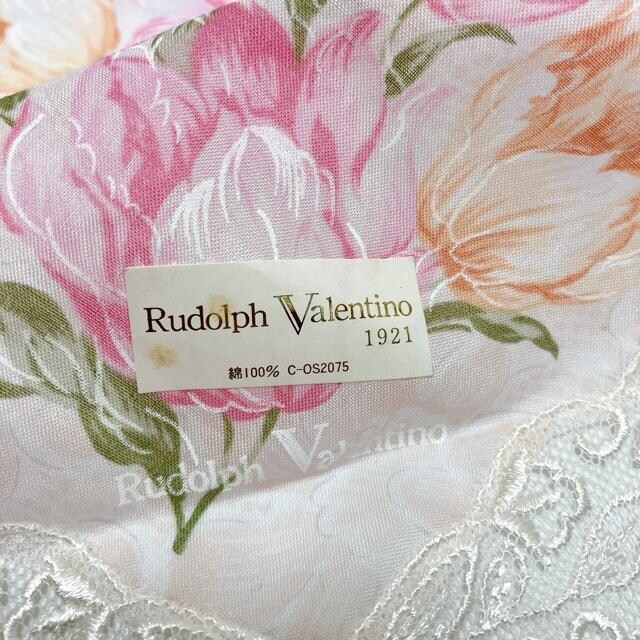 Rudolph Valentino
1921
綿100% C-OS2075
Rudolph Valentino